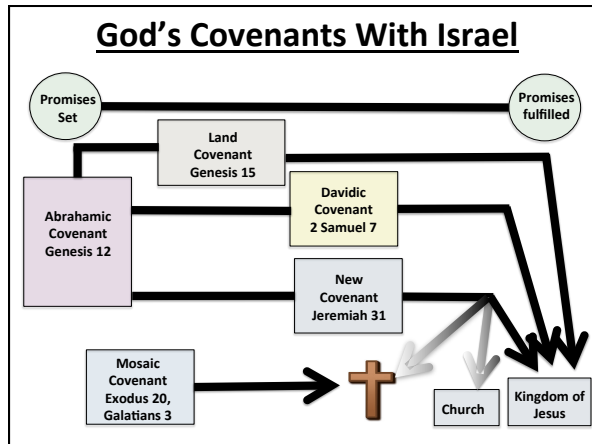 God's Covenants With Israel
Promises
Set
Promises
fulfilled
Land
Covenant
Genesis 15
Abrahamic
Covenant
Genesis 12
Davidic
Covenant
2 Samuel 7
New
Covenant
Jeremiah 31
Mosaic
Covenant
Exodus 20,
Galatians 3
Church
Kingdom of
Jesus